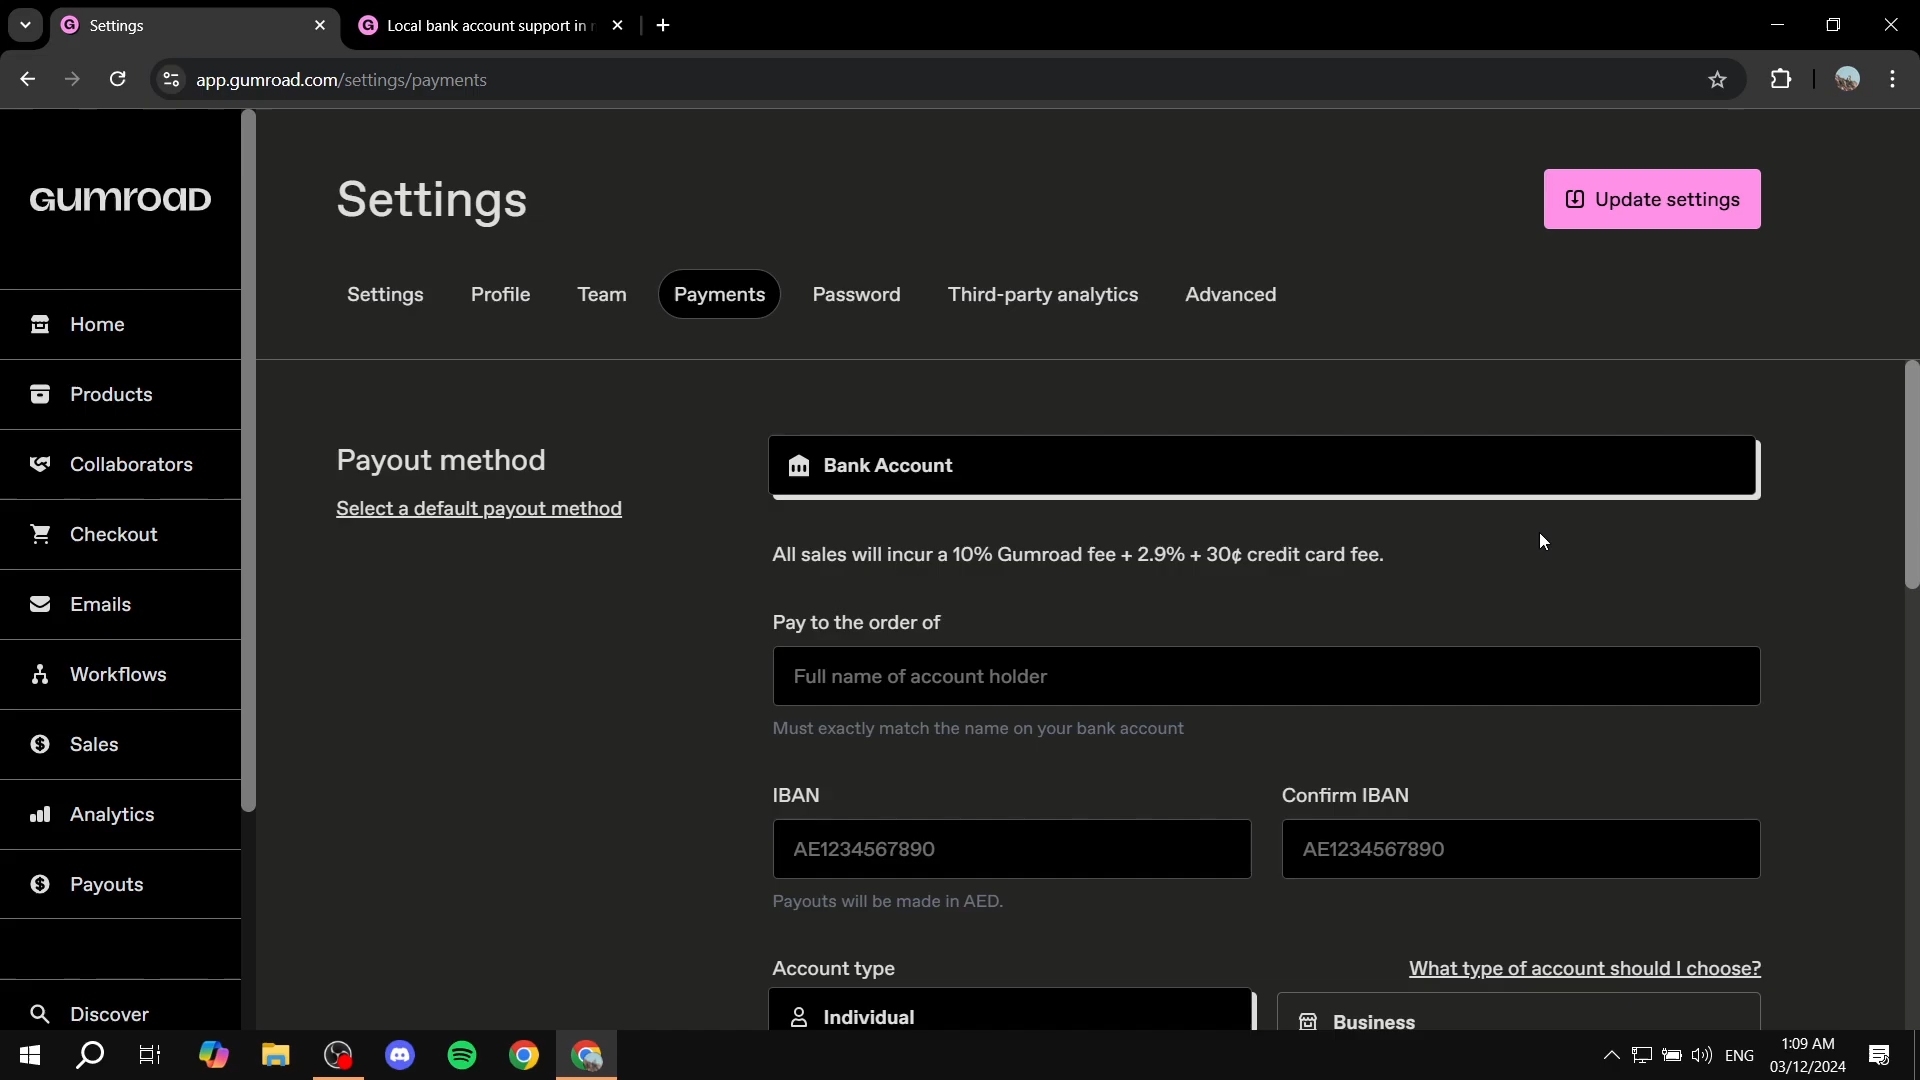 Settings
Local bank account support in
app.gumroad.com/settings/payments
GUMROAD
Settings
Update settings
Settings
Profile
Team
Payments
Password
Third-party analytics
Advanced
Home
Products
Collaborators
Checkout
Emails
Workflows
Sales
Analytics
Payouts
Discover
Payout method
Select a default payout method
Bank Account
All sales will incur a 10% Gumroad fee + 2.9% + 30¢ credit card fee.
Pay to the order of
Full name of account holder
Must exactly match the name on your bank account
IBAN
Confirm IBAN
AE1234567890
AE1234567890
Payouts will be made in AED.
Account type
What type of account should I choose?
Individual
Business
ENG
1:09 AM
03/12/2024